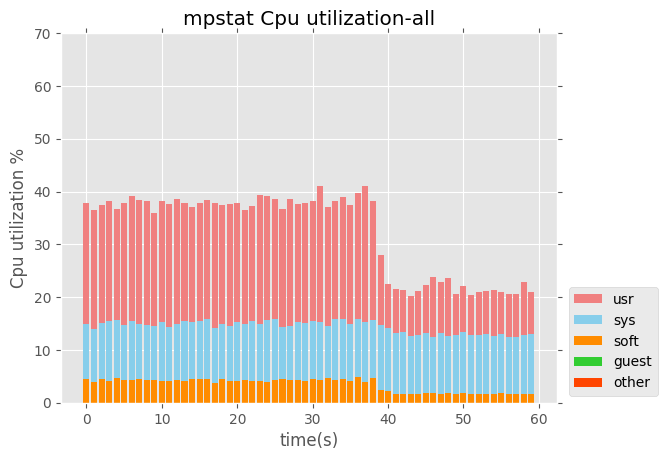 mpstat Cpu utilization-all
70
60
50
40
30
20
10
0
Cpu utilization %
0 10 20 30 40 50 60
time(s)
usr
sys
soft
guest
other